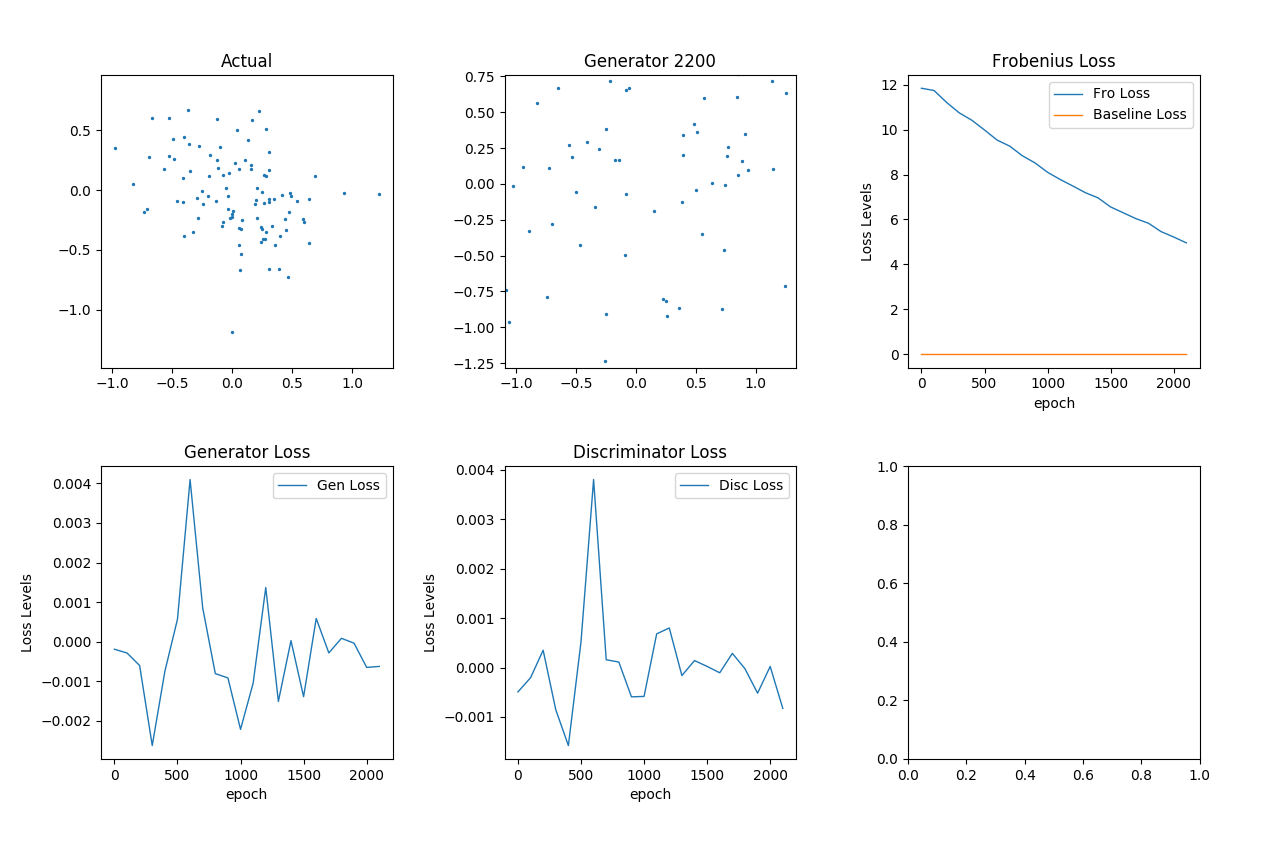 Actual
0.5
0.0
−0.5
−1.0
−1.0 −0.5 0.0 0.5 1.0
Generator 2200
0.75
0.50
0.25
0.00
−0.25
−0.50
−0.75
−1.00
−1.25
−1.0 −0.5 0.0 0.5 1.0
Frobenius Loss
Fro Loss
Baseline Loss
Loss Levels
12
10
8
6
4
2
0
0 500 1000 1500 2000
epoch
Generator Loss
Gen Loss
Loss Levels
0.004
0.003
0.002
0.001
0.000
−0.001
−0.002
0 500 1000 1500 2000
epoch
Discriminator Loss
Disc Loss
Loss Levels
0.004
0.003
0.002
0.001
0.000
−0.001
0 500 1000 1500 2000
epoch
1.0
0.8
0.6
0.4
0.2
0.0
0.0 0.2 0.4 0.6 0.8 1.0